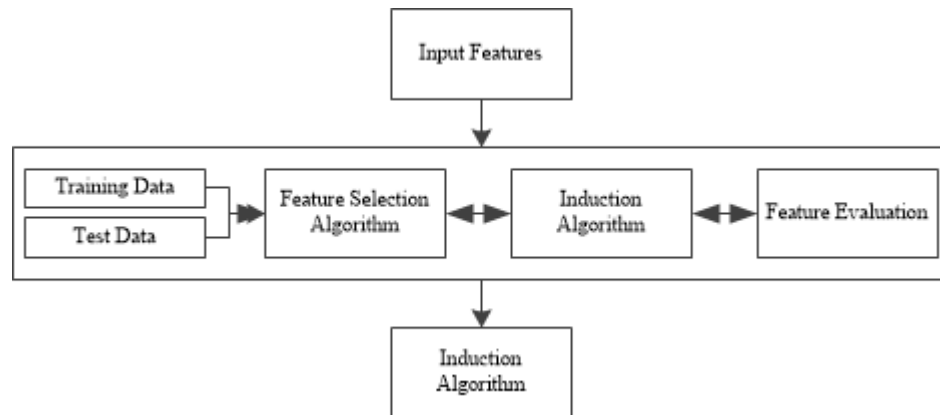 Input Features
Training Data
Test Data
Feature Selection
Algorithm
Induction
Algorithm
Feature Evaluation
Induction
Algorithm